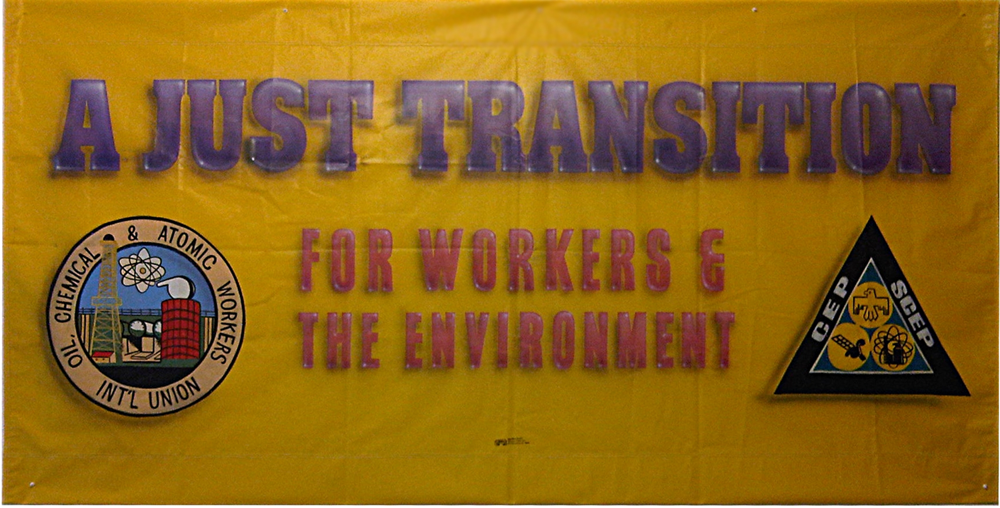 A JUST TRANSITION
FOR WORKERS &
THE ENVIRONMENT
OIL, CHEMICAL & ATOMIC WORKERS
INT'L UNION
CEP
SCEP